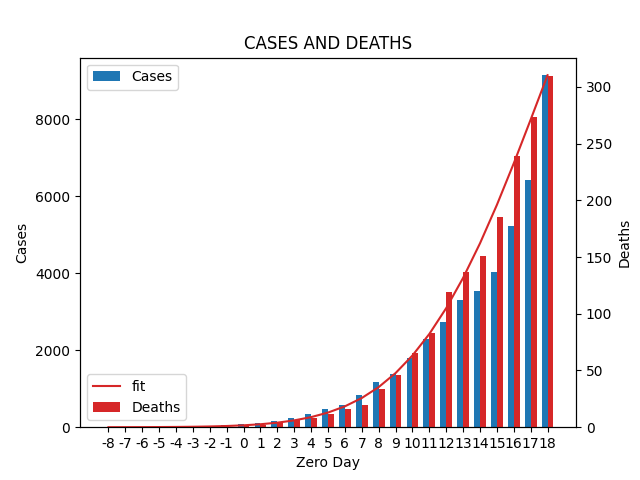 CASES AND DEATHS
Cases
8000
6000
4000
2000
0
Cases
300
250
200
150
100
50
0
Deaths
fit
Deaths
-8 -7 -6 -5 -4 -3 -2 -1 0 1 2 3 4 5 6 7 8 9 10 11 12 13 14 15 16 17 18
Zero Day